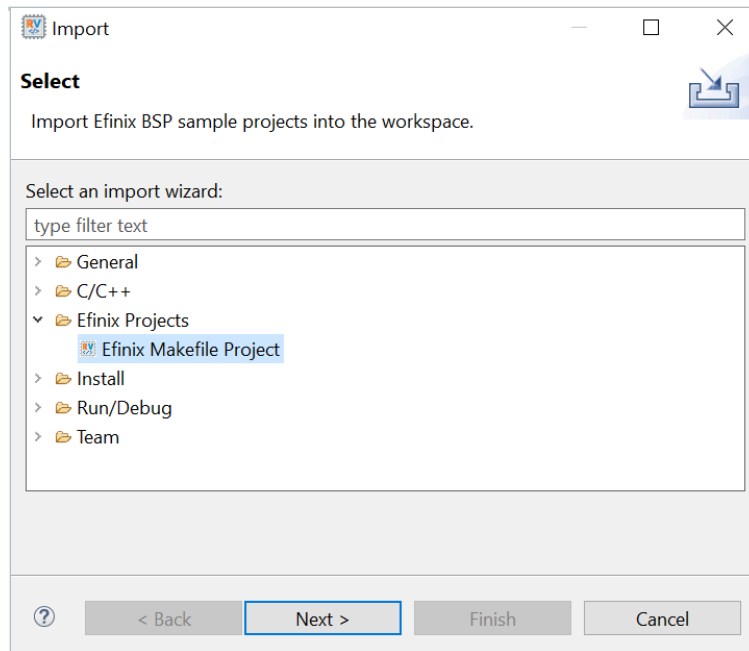 Import
Select
Import Efinix BSP sample projects into the workspace.
Select an import wizard:
type filter text
General
C/C++
Efinix Projects
RV Efinix Makefile Project
Install
Run/Debug
Team
? < Back Next > Finish Cancel